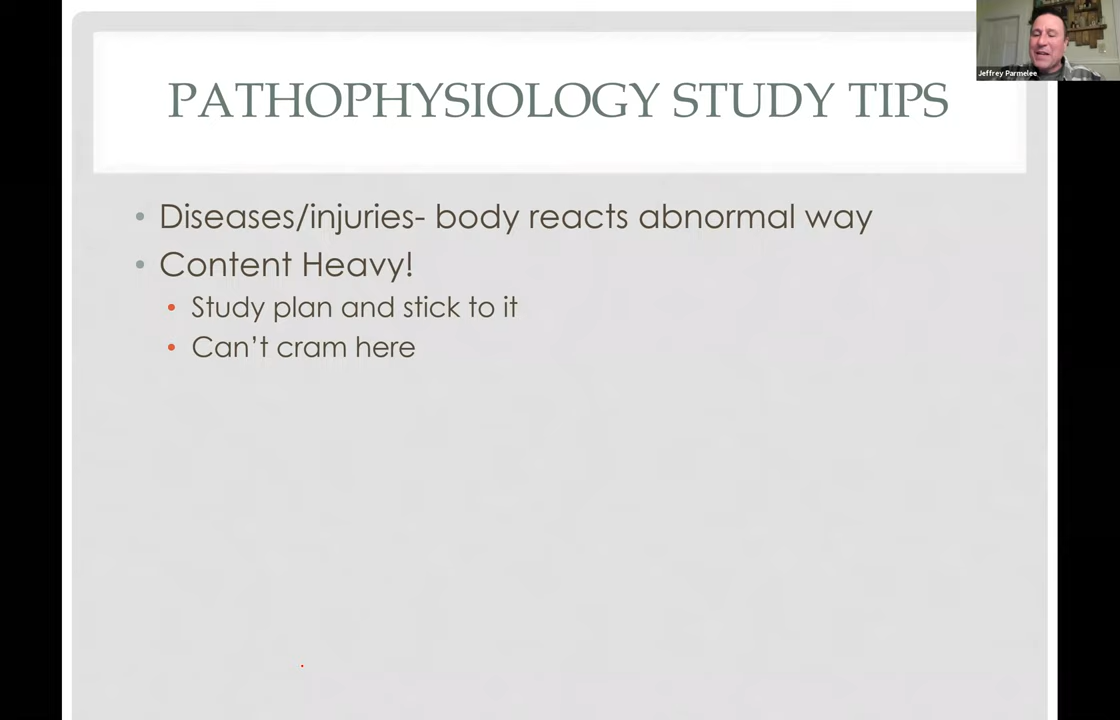 Jeffrey Parmelee
PATHOPHYSIOLOGY STUDY TIPS
• Diseases/injuries- body reacts abnormal way
• Content Heavy!
• Study plan and stick to it
• Can't cram here